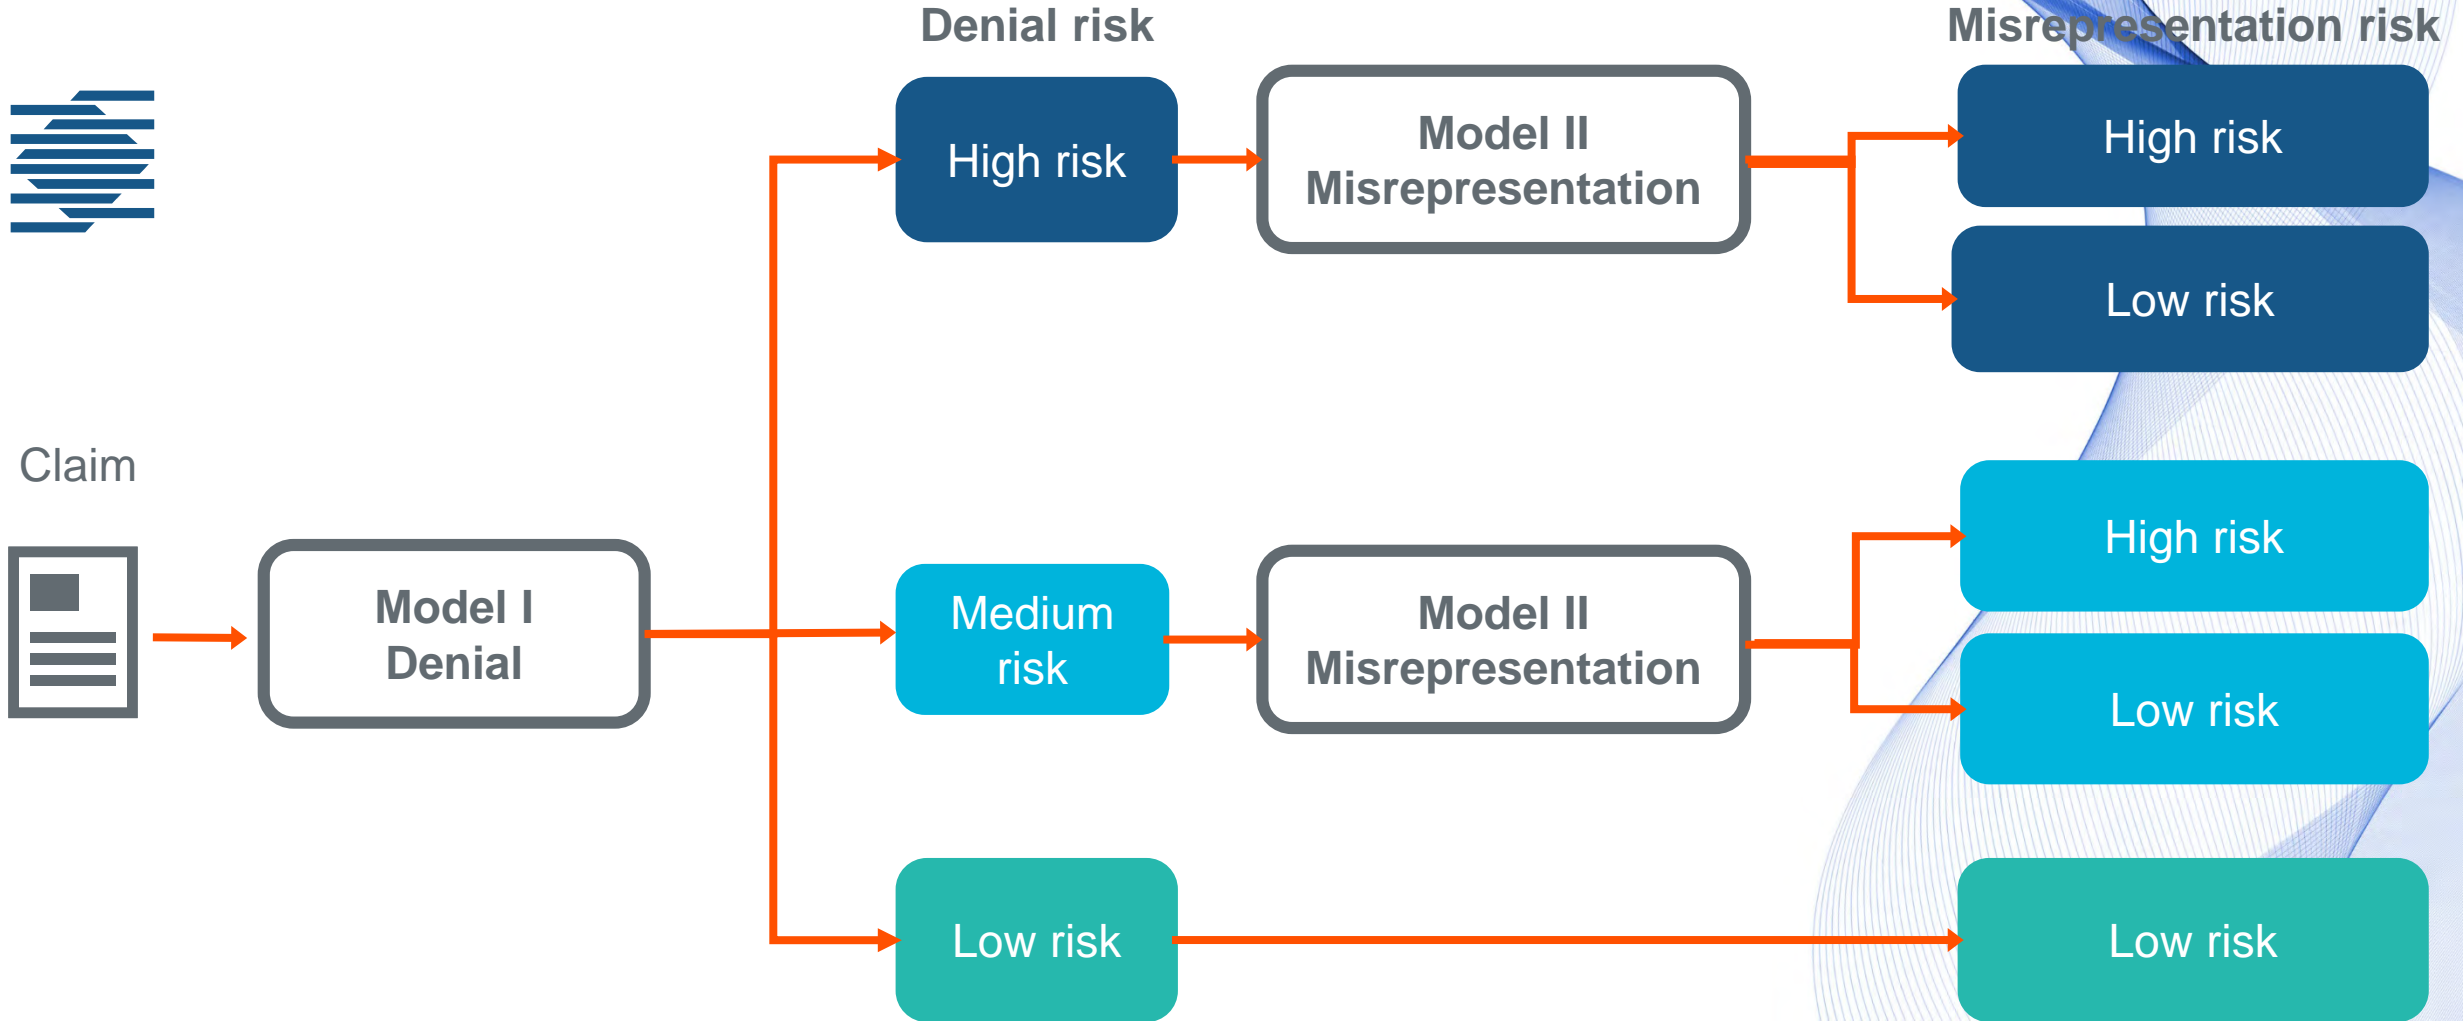 Denial risk
Misrepresentation risk
High risk
Model II
Misrepresentation
High risk
Low risk
Claim
Model I
Denial
Medium
risk
Model II
Misrepresentation
High risk
Low risk
Low risk
Low risk